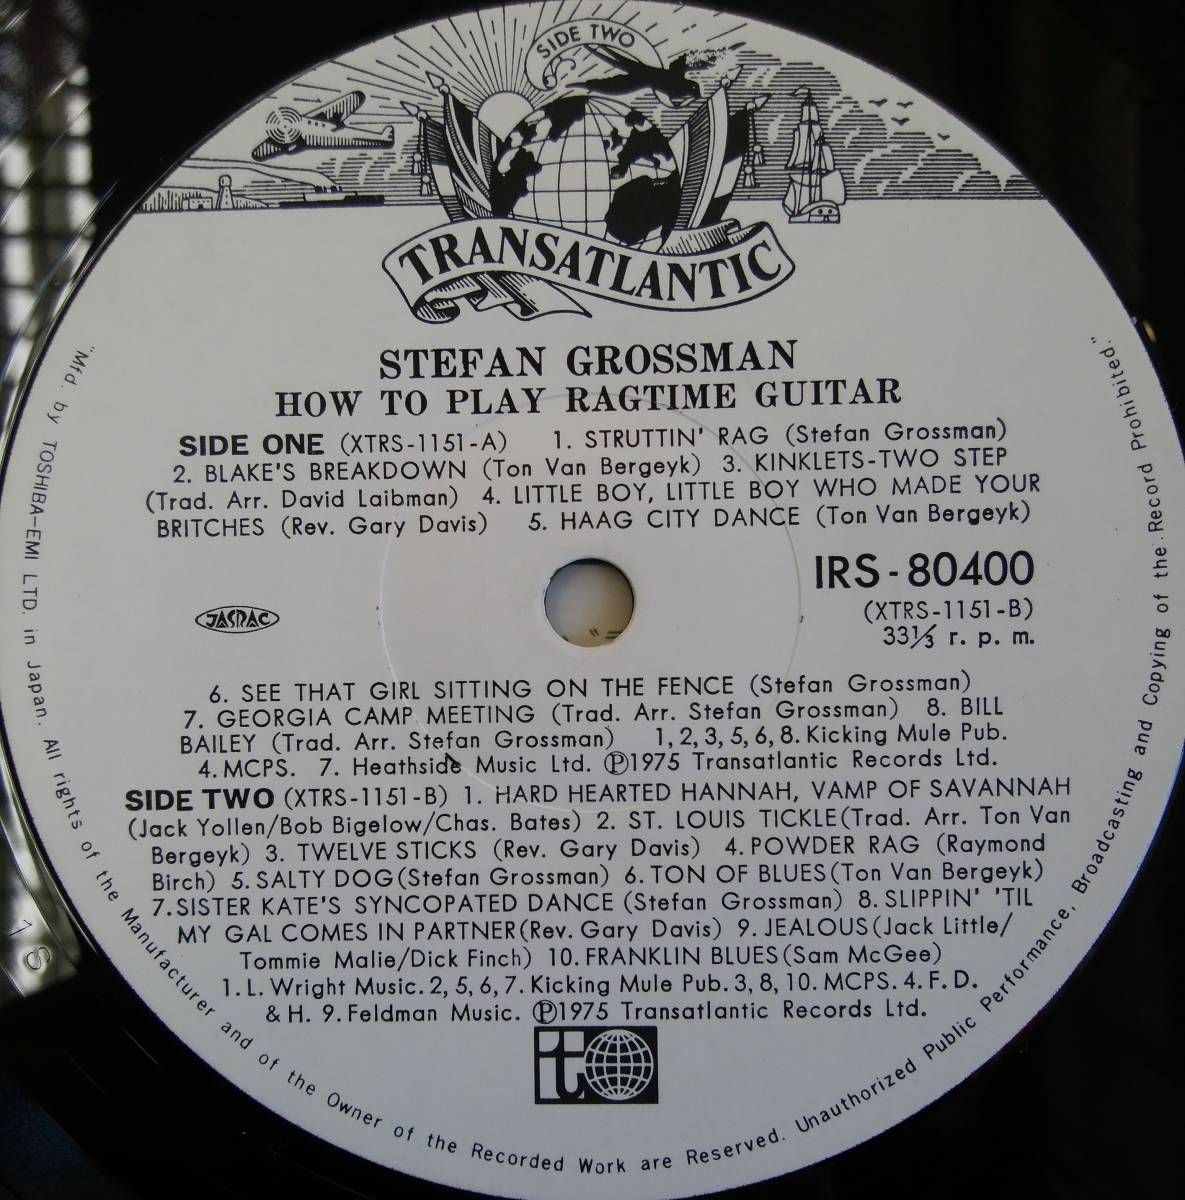 SIDE TWO
TRANSATLANTIC
STEFAN GROSSMAN
HOW TO PLAY RAGTIME GUITAR
SIDE ONE (XTRS-1151-A) 1. STRUTTIN' RAG (Stefan Grossman)
2. BLAKE'S BREAKDOWN (Ton Van Bergeyk) 3. KINKLETS-TWO STEP
(Trad. Arr. David Laibman) 4. LITTLE BOY, LITTLE BOY WHO MADE YOUR
BRITCHES (Rev. Gary Davis) 5. HAAG CITY DANCE (Ton Van Bergeyk)
IRS-80400
(XTRS-1151-B)
33⅓ r. p. m.
JASRAC
6. SEE THAT GIRL SITTING ON THE FENCE (Stefan Grossman)
7. GEORGIA CAMP MEETING (Trad. Arr. Stefan Grossman) 8. BILL
BAILEY (Trad. Arr. Stefan Grossman) 1,2,3,5,6,8. Kicking Mule Pub.
4. MCPS. 7. Heathside Music Ltd. Ⓟ1975 Transatlantic Records Ltd.
SIDE TWO (XTRS-1151-B) 1. HARD HEARTED HANNAH, VAMP OF SAVANNAH
(Jack Yollen/Bob Bigelow/Chas. Bates) 2. ST. LOUIS TICKLE(Trad. Arr. Ton Van
Bergeyk) 3. TWELVE STICKS (Rev. Gary Davis) 4. POWDER RAG (Raymond
Birch) 5. SALTY DOG(Stefan Grossman) 6. TON OF BLUES(Ton Van Bergeyk)
7. SISTER KATE'S SYNCOPATED DANCE (Stefan Grossman) 8. SLIPPIN' 'TIL
MY GAL COMES IN PARTNER(Rev. Gary Davis) 9. JEALOUS(Jack Little/
Tommie Malie/Dick Finch) 10. FRANKLIN BLUES(Sam McGee)
1. L. Wright Music. 2, 5, 6, 7. Kicking Mule Pub. 3, 8, 10. MCPS. 4. F. D.
& H. 9. Feldman Music. Ⓟ1975 Transatlantic Records Ltd.
t
"Mfd. by TOSHIBA-EMI LTD. in Japan. All rights of the Manufacturer and of the Owner of the Recorded Work are Reserved. Unauthorized Public Performance, Broadcasting and Copying of the Record Prohibited."
1S